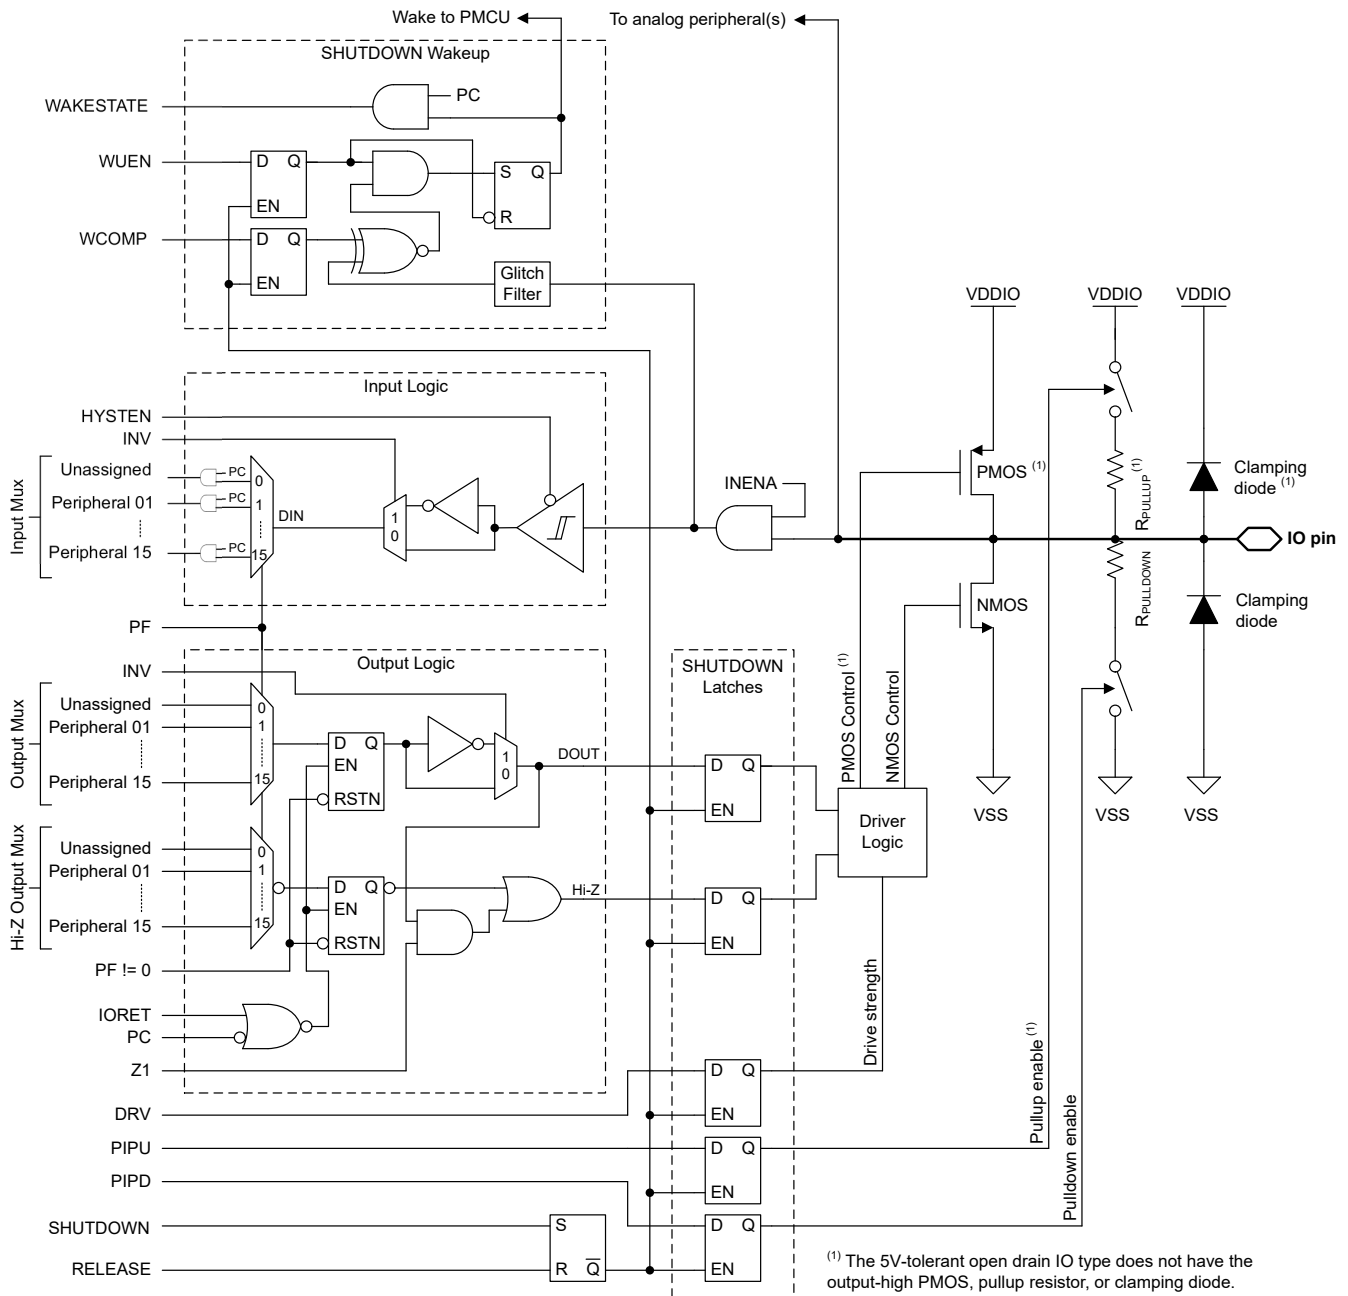 Wake to PMCU
To analog peripheral(s)
SHUTDOWN Wakeup
WAKESTATE
PC
WUEN
D Q
EN
S Q
R
WCOMP
D Q
EN
Glitch
Filter
VDDIO
VDDIO
VDDIO
Input Logic
HYSTEN
INV
Input Mux
Unassigned
Peripheral 01
Peripheral 15
PC
PC
PC
0
1
15
DIN
1
0
INENA
PMOS (1)
RPULLUP (1)
Clamping
diode (1)
IO pin
RPULLDOWN
NMOS
Clamping
diode
PF
Output Logic
INV
Output Mux
Unassigned
Peripheral 01
Peripheral 15
0
1
15
D Q
EN
RSTN
1
0
DOUT
SHUTDOWN
Latches
D Q
EN
PMOS Control (1)
NMOS Control
Driver
Logic
VSS
VSS
VSS
Hi-Z Output Mux
Unassigned
Peripheral 01
Peripheral 15
0
1
15
D Q
EN
RSTN
Hi-Z
D Q
EN
PF != 0
IORET
PC
Z1
Drive strength
D Q
EN
DRV
PIPU
D Q
EN
Pullup enable (1)
PIPD
Pulldown enable
D Q
EN
SHUTDOWN
RELEASE
S
R Q̅
(1) The 5V-tolerant open drain IO type does not have the
output-high PMOS, pullup resistor, or clamping diode.